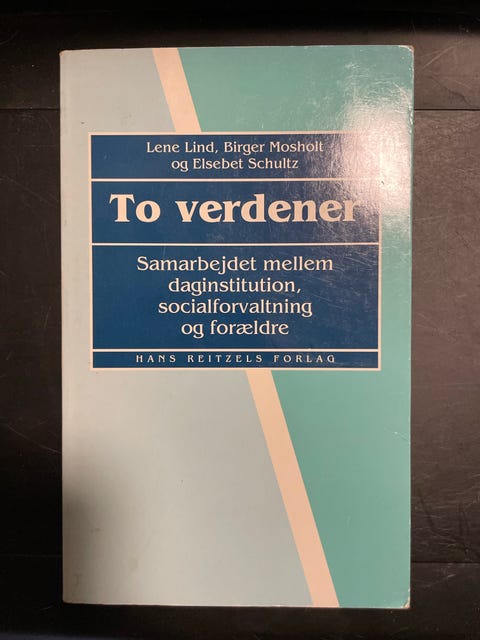 Lene Lind, Birger Mosholt
og Elsebet Schultz
To verdener
Samarbejdet mellem
daginstitution,
socialforvaltning
og forældre
HANS REITZELS FORLAG